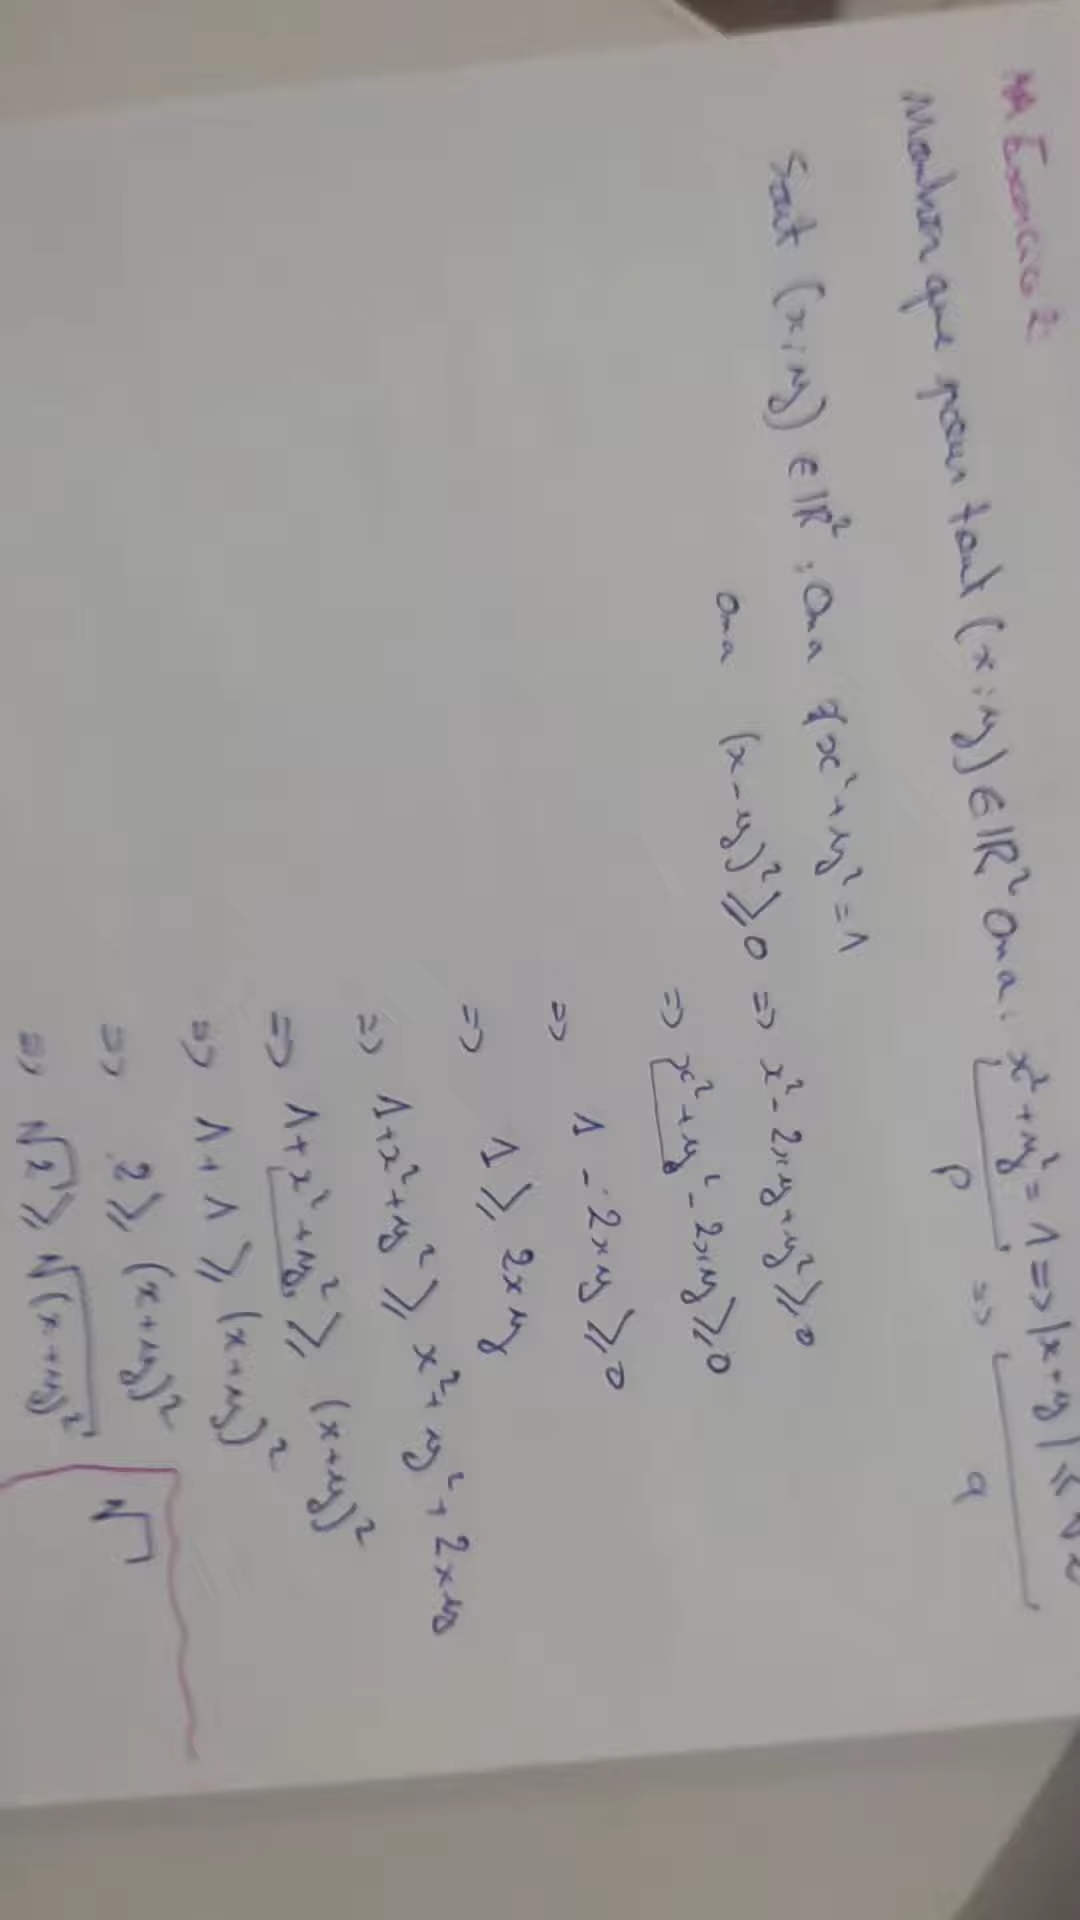 Exercice 2
Montrer que pour tout (x;y) ∈ ℝ² On a : x² + y² = 1 => |x+y| ≤ √2
P => q
Soit (x;y) ∈ ℝ² : On a x² + y² = 1
On a (x-y)² ≥ 0 => x² - 2xy + y² ≥ 0
=> x² + y² - 2xy ≥ 0
=> 1 - 2xy ≥ 0
=> 1 ≥ 2xy
=> 1 + x² + y² ≥ x² + y² + 2xy
=> 1 + x² + y² ≥ (x+y)²
=> 1 + 1 ≥ (x+y)²
=> 2 ≥ (x+y)²
=> √2 ≥ √(x+y)²
√